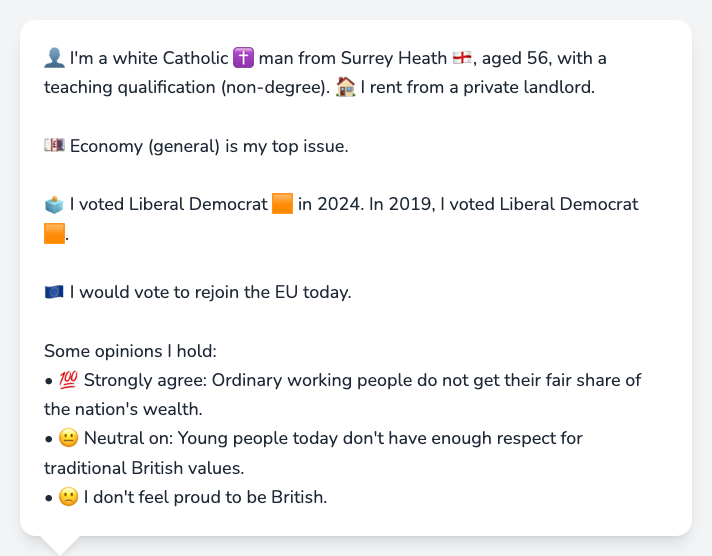 👤 I'm a white Catholic ✝️ man from Surrey Heath 🏴󠁧󠁢󠁥󠁮󠁧󠁿, aged 56, with a
teaching qualification (non-degree). 🏠 I rent from a private landlord.
💷 Economy (general) is my top issue.
🗳️ I voted Liberal Democrat 🟧 in 2024. In 2019, I voted Liberal Democrat
🟧.
🇪🇺 I would vote to rejoin the EU today.
Some opinions I hold:
• 💯 Strongly agree: Ordinary working people do not get their fair share of
the nation's wealth.
• 😐 Neutral on: Young people today don't have enough respect for
traditional British values.
• 🙁 I don't feel proud to be British.